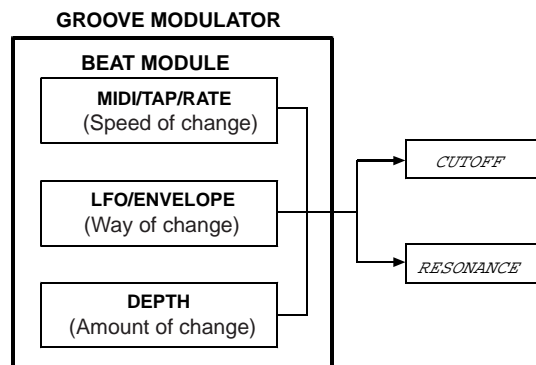 GROOVE MODULATOR
BEAT MODULE
MIDI/TAP/RATE
(Speed of change)
LFO/ENVELOPE
(Way of change)
DEPTH
(Amount of change)
CUTOFF
RESONANCE